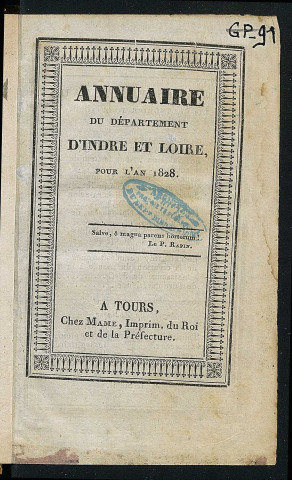 GP-91
ANNUAIRE
DU DÉPARTEMENT
D'INDRE ET LOIRE,
POUR L'AN 1828.
Salve, ô magna parens hortorum!
Le P. Rapin.
A TOURS,
Chez Mame, Imprim. du Roi
et de la Préfecture.